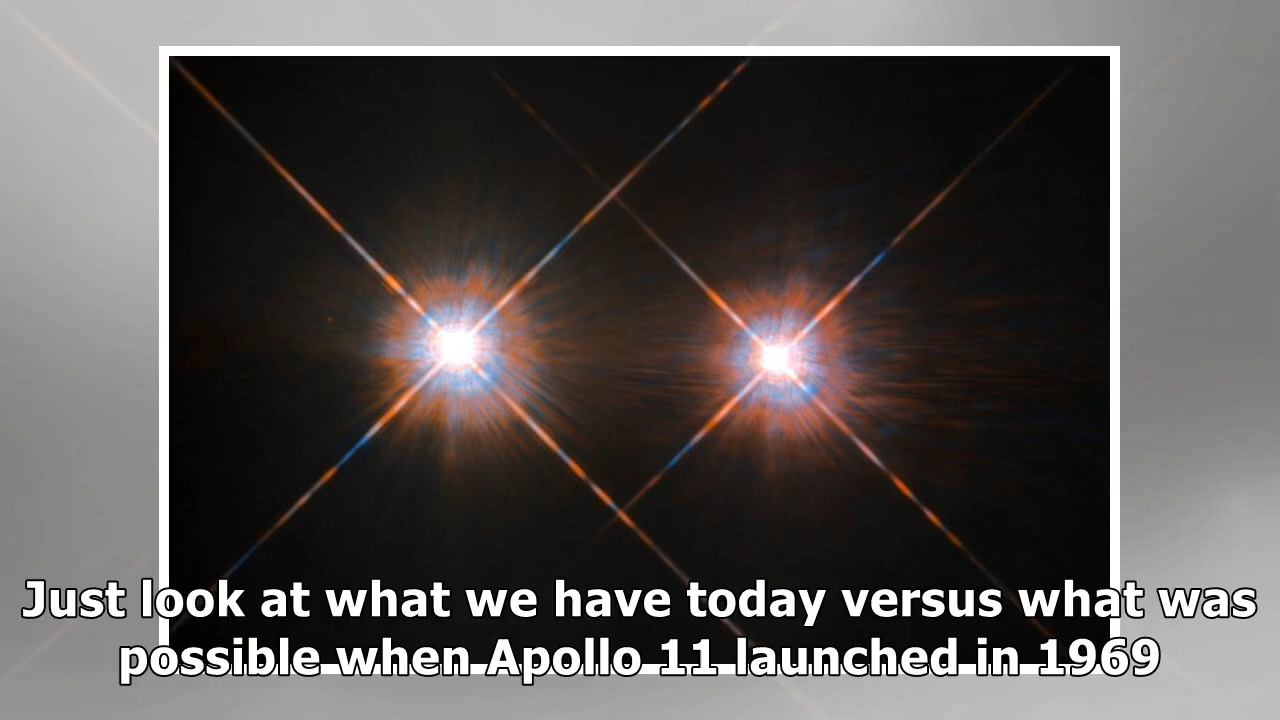 Just look at what we have today versus what was
possible when Apollo 11 launched in 1969